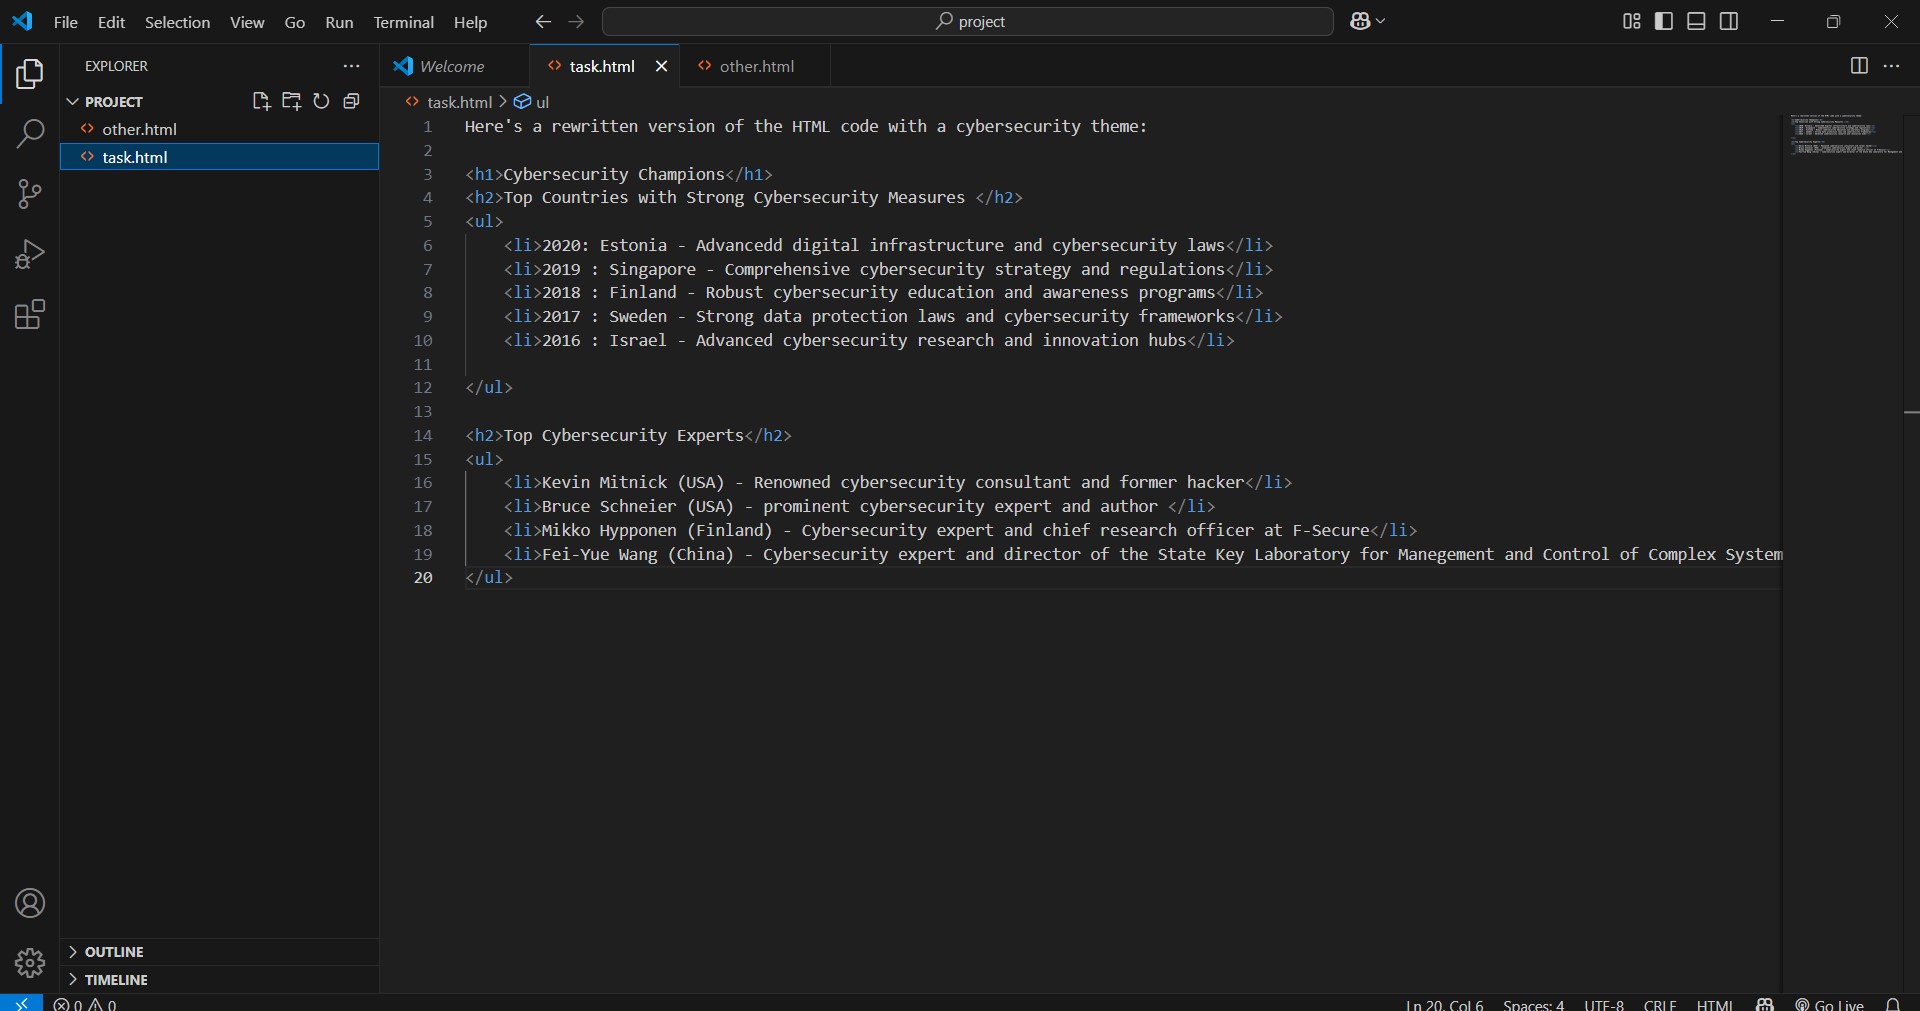 File Edit Selection View Go Run Terminal Help project
EXPLORER
PROJECT
other.html
task.html
OUTLINE
TIMELINE
Welcome task.html other.html
task.html > ul
1 Here's a rewritten version of the HTML code with a cybersecurity theme:
2
3 <h1>Cybersecurity Champions</h1>
4 <h2>Top Countries with Strong Cybersecurity Measures </h2>
5 <ul>
6 <li>2020: Estonia - Advancedd digital infrastructure and cybersecurity laws</li>
7 <li>2019 : Singapore - Comprehensive cybersecurity strategy and regulations</li>
8 <li>2018 : Finland - Robust cybersecurity education and awareness programs</li>
9 <li>2017 : Sweden - Strong data protection laws and cybersecurity frameworks</li>
10 <li>2016 : Israel - Advanced cybersecurity research and innovation hubs</li>
11
12 </ul>
13
14 <h2>Top Cybersecurity Experts</h2>
15 <ul>
16 <li>Kevin Mitnick (USA) - Renowned cybersecurity consultant and former hacker</li>
17 <li>Bruce Schneier (USA) - prominent cybersecurity expert and author </li>
18 <li>Mikko Hypponen (Finland) - Cybersecurity expert and chief research officer at F-Secure</li>
19 <li>Fei-Yue Wang (China) - Cybersecurity expert and director of the State Key Laboratory for Manegement and Control of Complex System
20 </ul>
0 0 Ln 20, Col 6 Spaces: 4 UTF-8 CRLF HTML Go Live